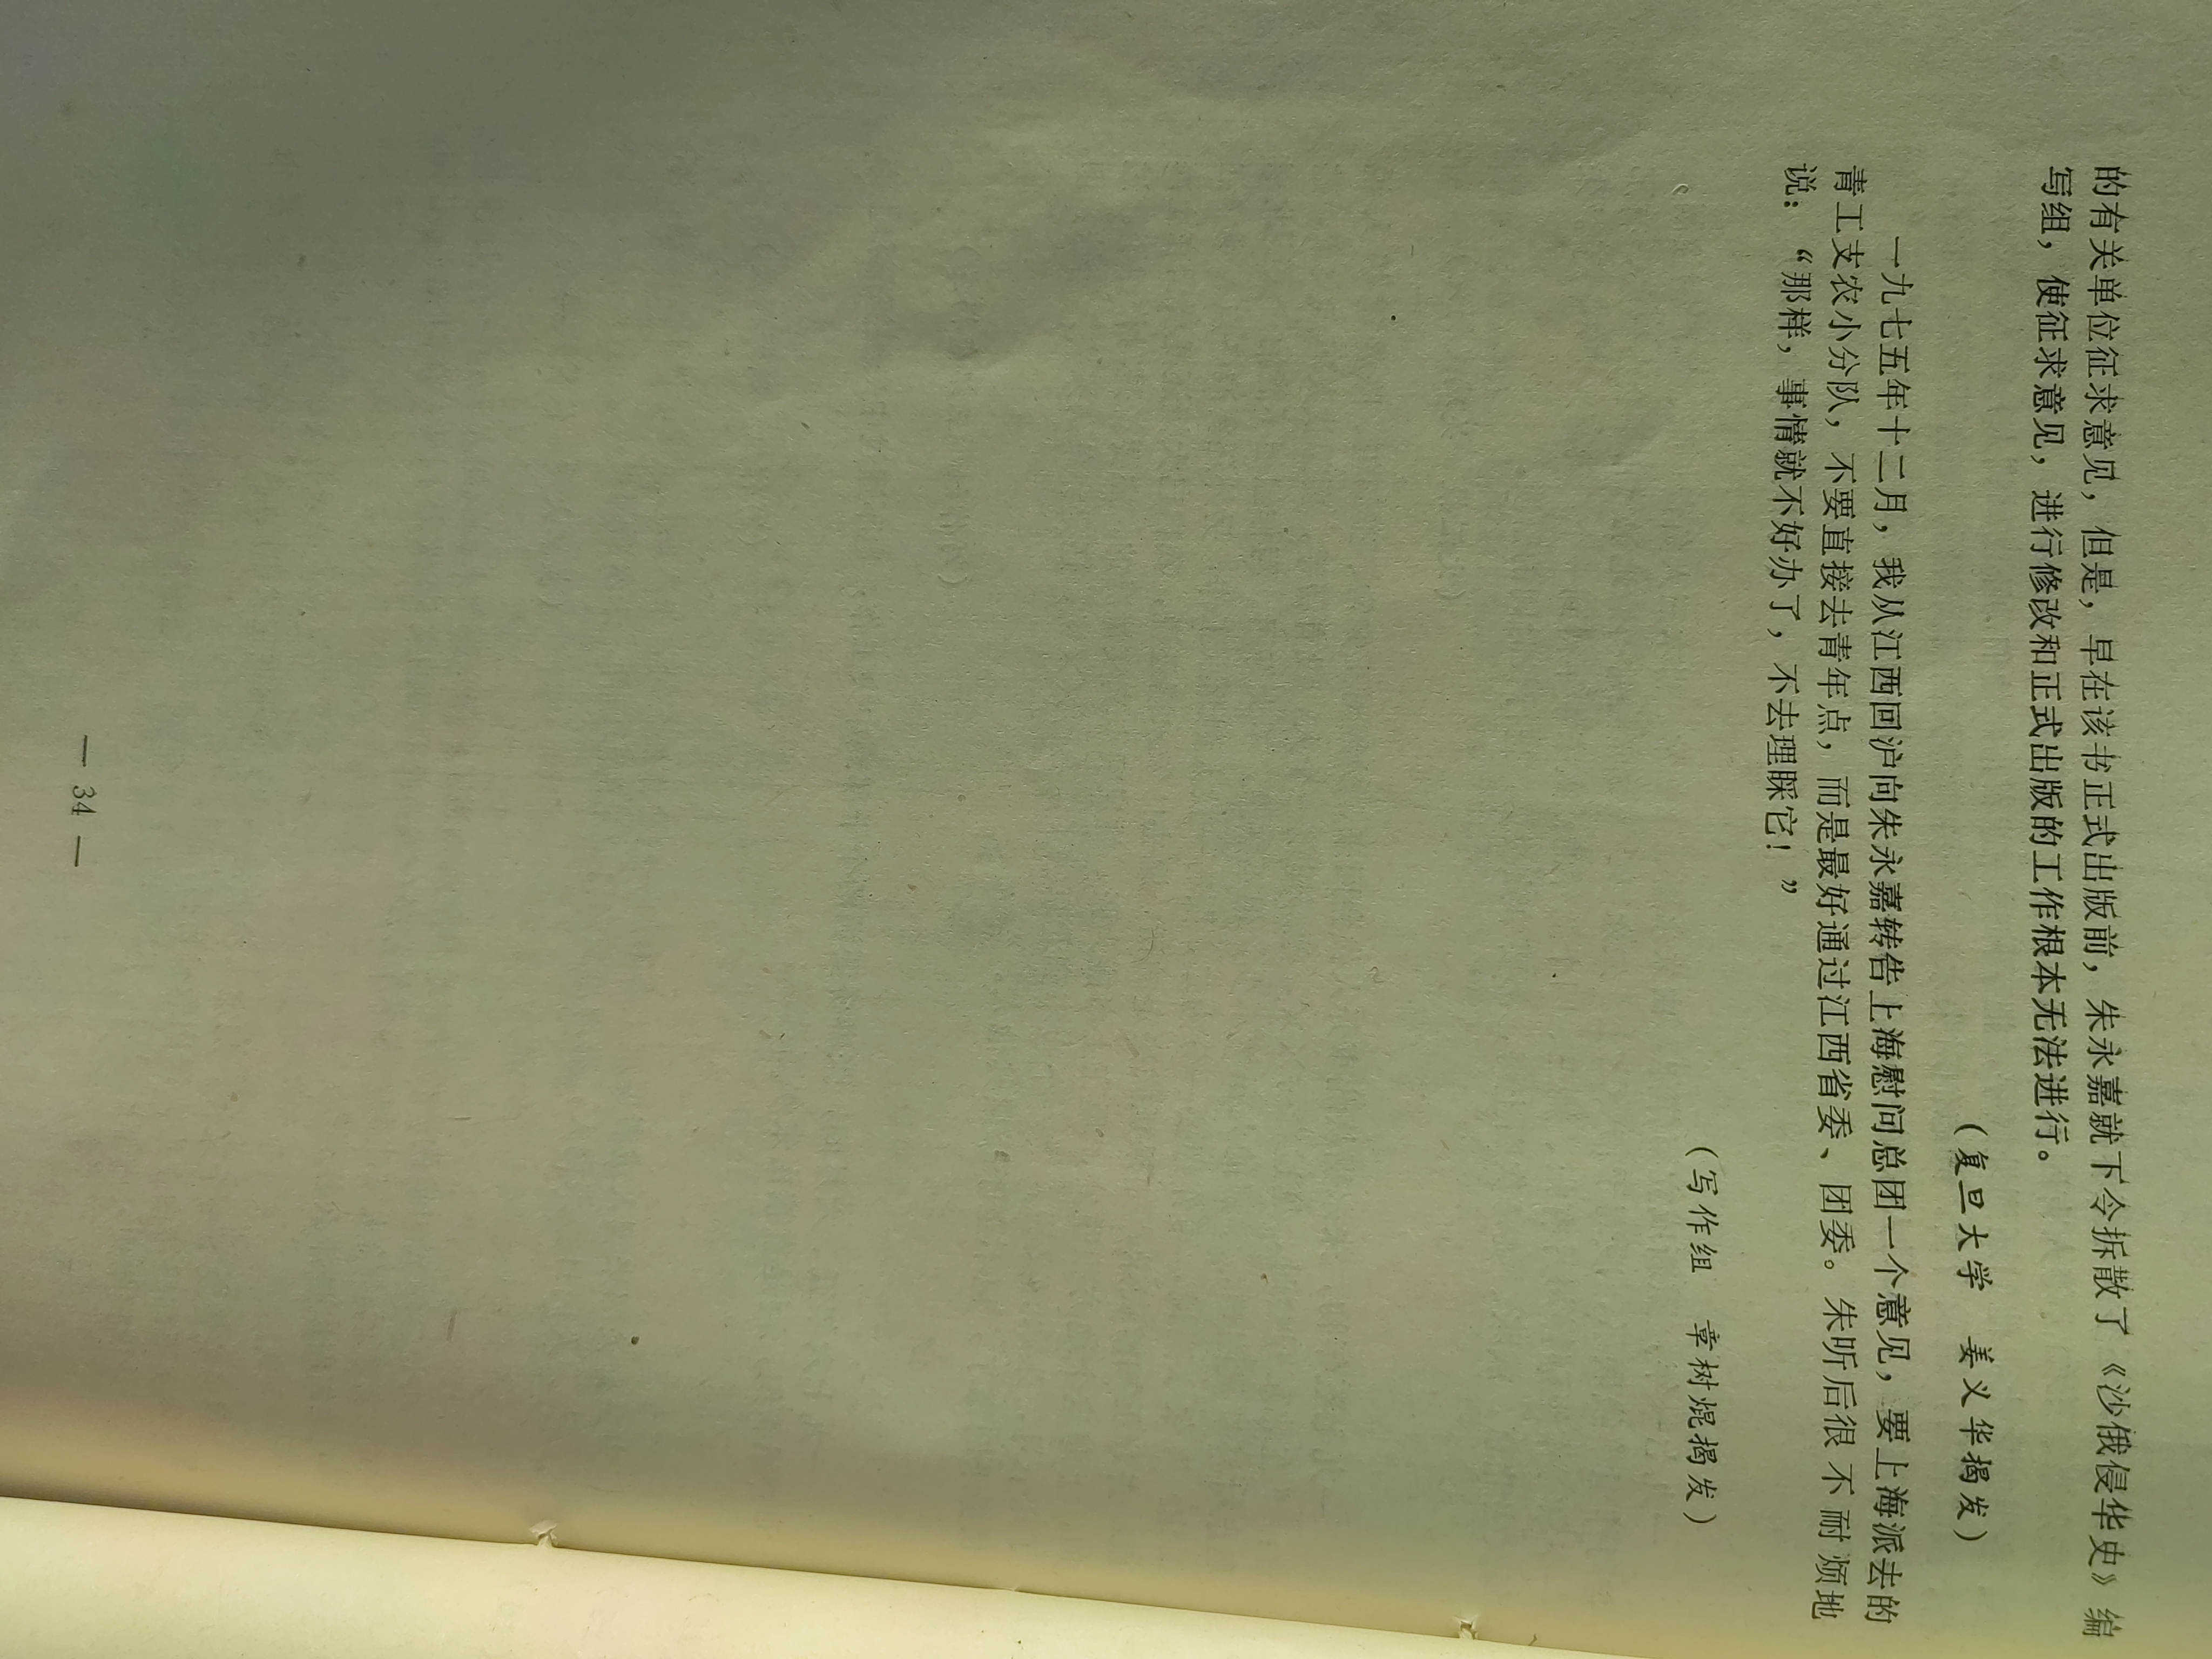 的有关单位征求意见，但是，早在该书正式出版前，朱永嘉就下令拆散了《沙俄侵华史》编
写组，使征求意见，进行修改和正式出版的工作根本无法进行。
（复旦大学　姜义华揭发）
一九七五年十二月，我从江西回沪向朱永嘉转告上海慰问总团一个意见，要上海派去的
青工支农小分队，不要直接去青年点，而是最好通过江西省委、团委。朱听后很不耐烦地
说：“那样，事情就不好办了，不去理睬它！”
（写作组　章树焜揭发）
— 34 —